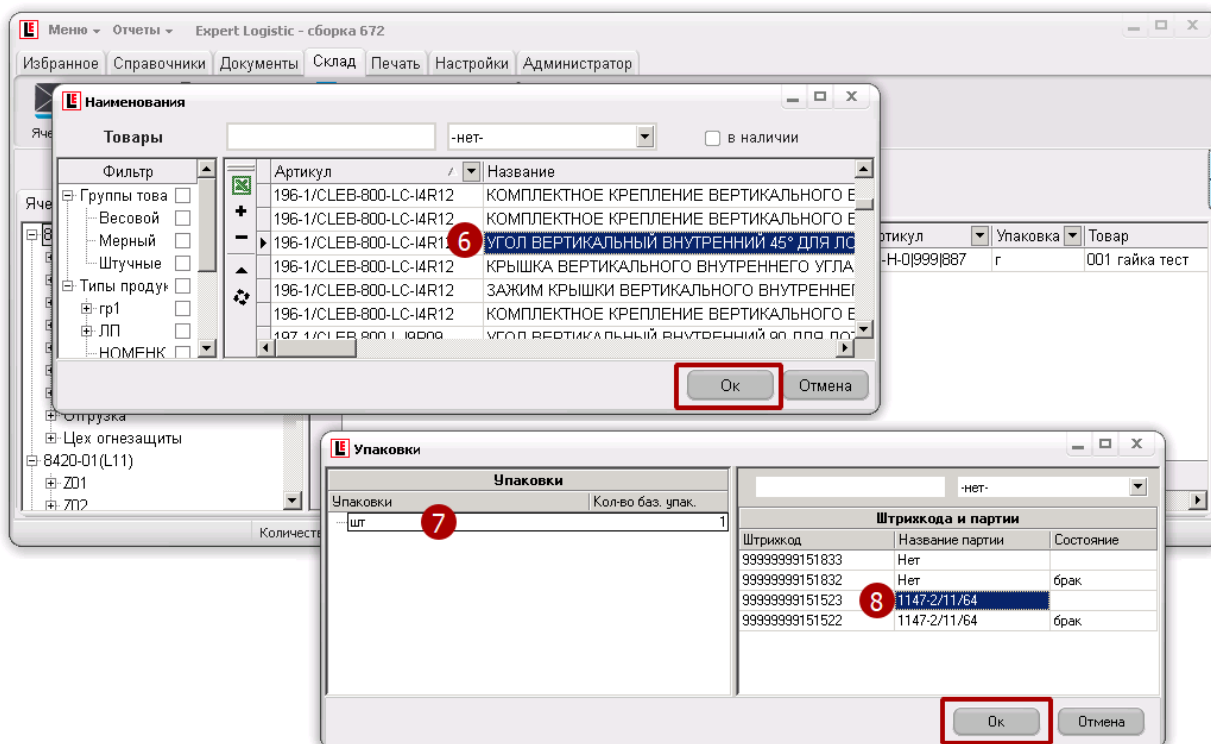 Меню Отчеты Expert Logistic - сборка 672
Избранное Справочники Документы Склад Печать Настройки Администратор
Наименования
Товары -нет- в наличии
Фильтр Артикул Название
Группы това 196-1/CLEB-800-LC-I4R12 КОМПЛЕКТНОЕ КРЕПЛЕНИЕ ВЕРТИКАЛЬНОГО
Весовой 196-1/CLEB-800-LC-I4R12 КОМПЛЕКТНОЕ КРЕПЛЕНИЕ ВЕРТИКАЛЬНОГО
Мерный 196-1/CLEB-800-LC-I4R1 6 УГОЛ ВЕРТИКАЛЬНЫЙ ВНУТРЕННИЙ 45° ДЛЯ ЛО
Штучные 196-1/CLEB-800-LC-I4R12 КРЫШКА ВЕРТИКАЛЬНОГО ВНУТРЕННЕГО УГЛА
Типы продук 196-1/CLEB-800-LC-I4R12 ЗАЖИМ КРЫШКИ ВЕРТИКАЛЬНОГО ВНУТРЕННЕ
гр1 196-1/CLEB-800-LC-I4R12 КОМПЛЕКТНОЕ КРЕПЛЕНИЕ ВЕРТИКАЛЬНОГО
ЛП
НОМЕНК
Ок Отмена
Яче
Яче
ртикул Упаковка Товар
-Н-0|999|887 г 001 гайка тест
Отгрузка
Цех огнезащиты
8420-01(L11)
Z01
Z02
Количеств
Упаковки
Упаковки
Упаковки Кол-во баз. упак.
шт 7 1
-нет-
Штрихкода и партии
Штрихкод Название партии Состояние
99999999151833 Нет
99999999151832 Нет брак
99999999151523 8 1147-2/11/64
99999999151522 1147-2/11/64 брак
Ок Отмена